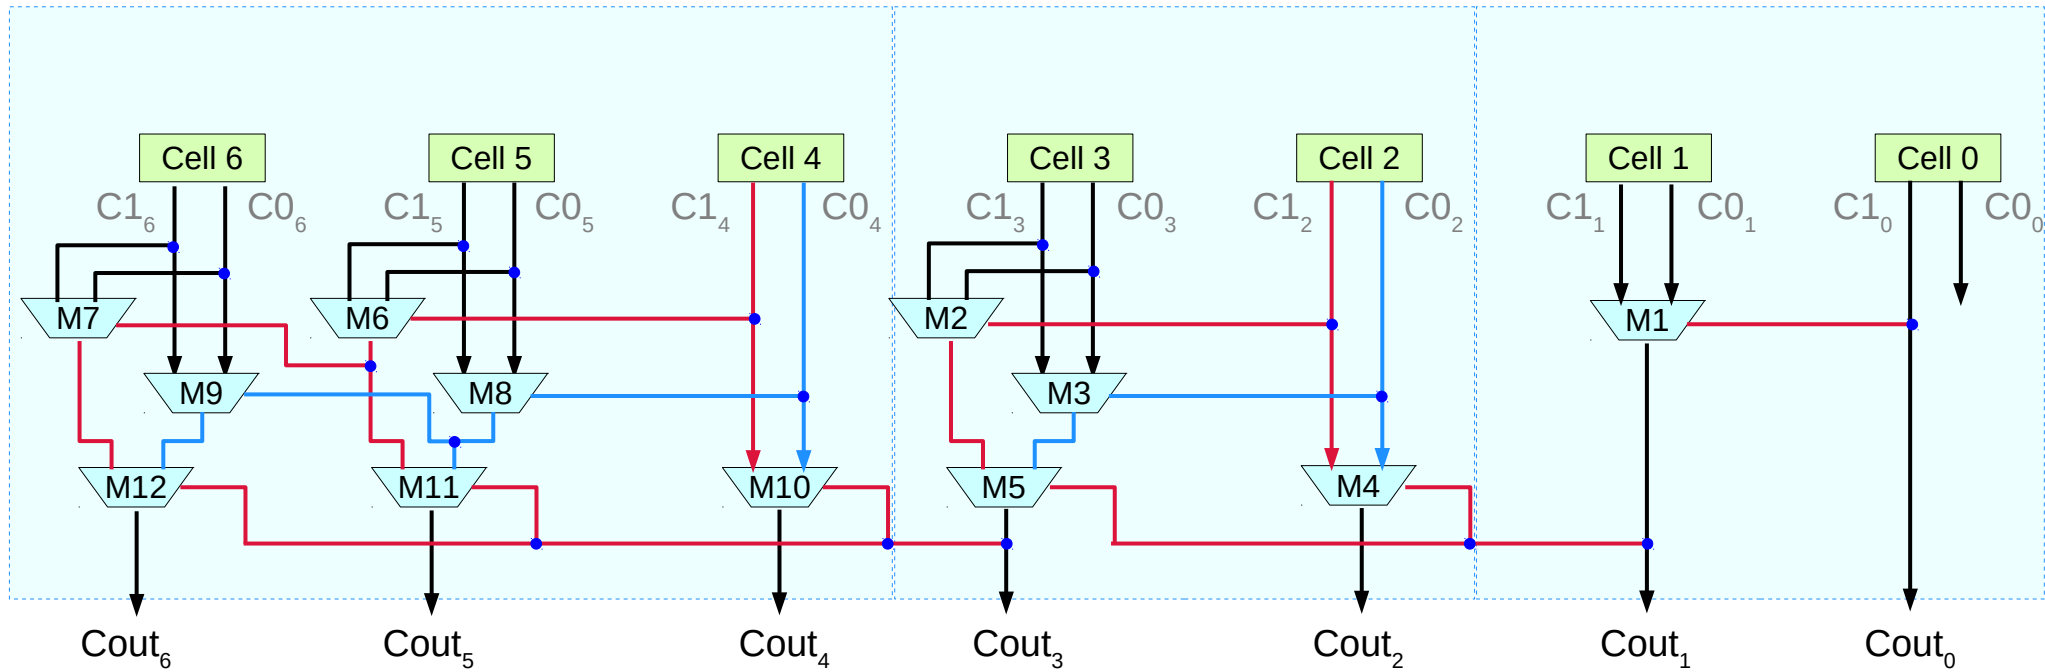 Cell 6 Cell 5 Cell 4 Cell 3 Cell 2 Cell 1 Cell 0
C1₆ C0₆ C1₅ C0₅ C1₄ C0₄ C1₃ C0₃ C1₂ C0₂ C1₁ C0₁ C1₀ C0₀
M7 M6 M2 M1
M9 M8 M3
M12 M11 M10 M5 M4
Cout₆ Cout₅ Cout₄ Cout₃ Cout₂ Cout₁ Cout₀